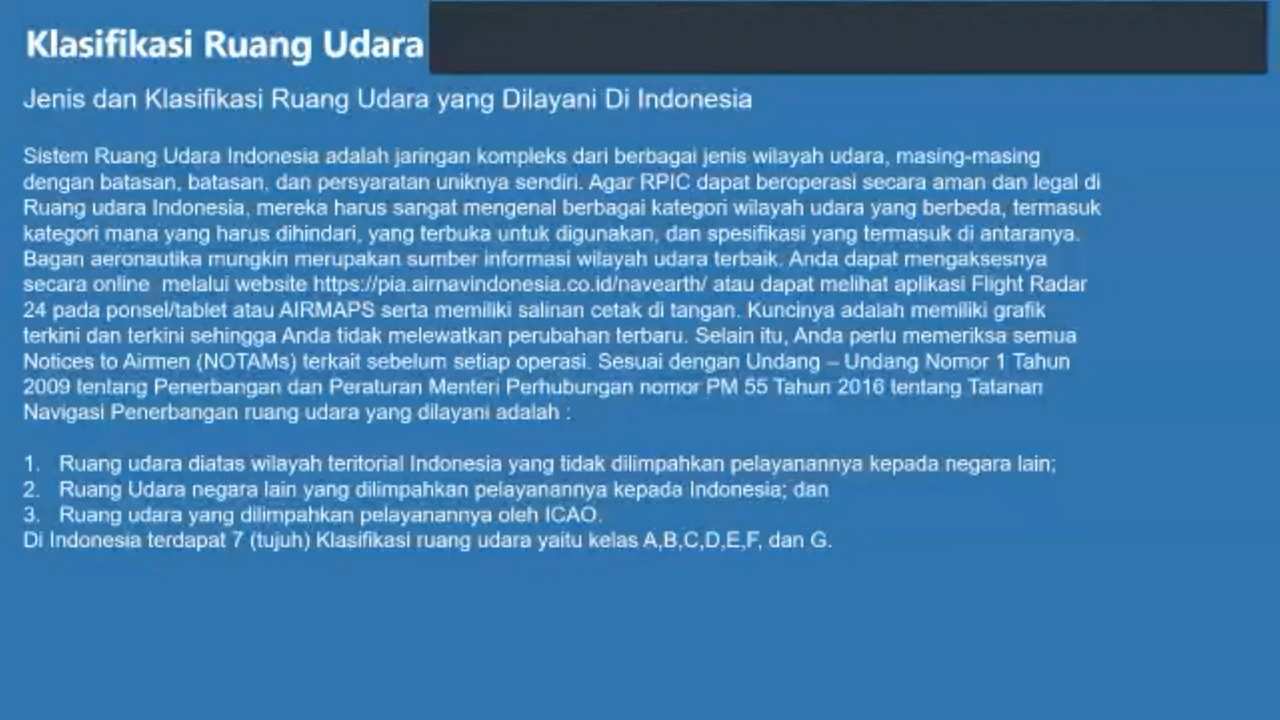 Klasifikasi Ruang Udara
Jenis dan Klasifikasi Ruang Udara yang Dilayani Di Indonesia
Sistem Ruang Udara Indonesia adalah jaringan kompleks dari berbagai jenis wilayah udara, masing-masing
dengan batasan, batasan, dan persyaratan uniknya sendiri. Agar RPIC dapat beroperasi secara aman dan legal di
Ruang udara Indonesia, mereka harus sangat mengenal berbagai kategori wilayah udara yang berbeda, termasuk
kategori mana yang harus dihindari, yang terbuka untuk digunakan, dan spesifikasi yang termasuk di antaranya.
Bagan aeronautika mungkin merupakan sumber informasi wilayah udara terbaik. Anda dapat mengaksesnya
secara online  melalui website https://pia.airnavindonesia.co.id/navearth/ atau dapat melihat aplikasi Flight Radar
24 pada ponsel/tablet atau AIRMAPS serta memiliki salinan cetak di tangan. Kuncinya adalah memiliki grafik
terkini dan terkini sehingga Anda tidak melewatkan perubahan terbaru. Selain itu, Anda perlu memeriksa semua
Notices to Airmen (NOTAMs) terkait sebelum setiap operasi. Sesuai dengan Undang – Undang Nomor 1 Tahun
2009 tentang Penerbangan dan Peraturan Menteri Perhubungan nomor PM 55 Tahun 2016 tentang Tatanan
Navigasi Penerbangan ruang udara yang dilayani adalah :
1. Ruang udara diatas wilayah teritorial Indonesia yang tidak dilimpahkan pelayanannya kepada negara lain;
2. Ruang Udara negara lain yang dilimpahkan pelayanannya kepada Indonesia; dan
3. Ruang udara yang dilimpahkan pelayanannya oleh ICAO.
Di Indonesia terdapat 7 (tujuh) Klasifikasi ruang udara yaitu kelas A,B,C,D,E,F, dan G.